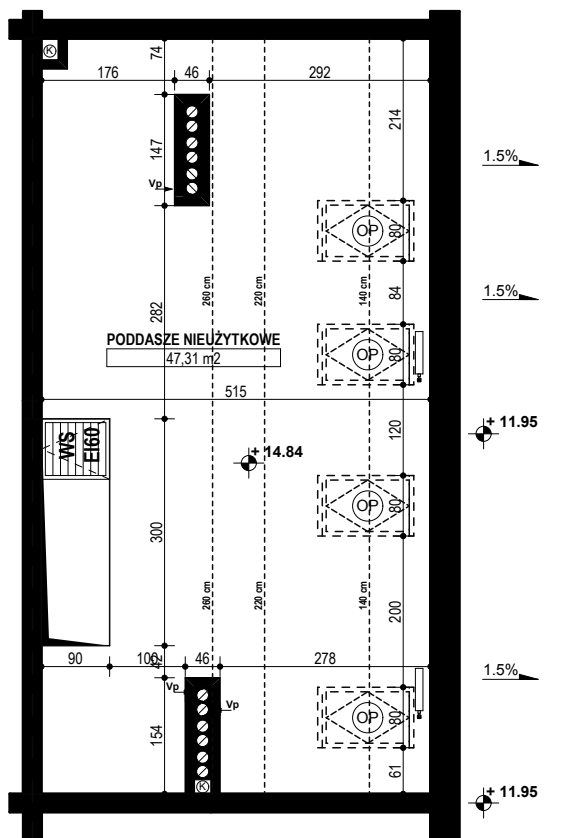 K
74
176
46
292
147
214
1.5%
Vp
OP
80
260 cm
220 cm
140 cm
84
1.5%
282
PODDASZE NIEUŻYTKOWE
47,31 m2
OP
80
515
120
+ 11.95
WS
EI60
+ 14.84
OP
80
300
260 cm
220 cm
140 cm
200
90
100
42
46
278
1.5%
Vp
Vp
OP
80
154
61
K
+ 11.95